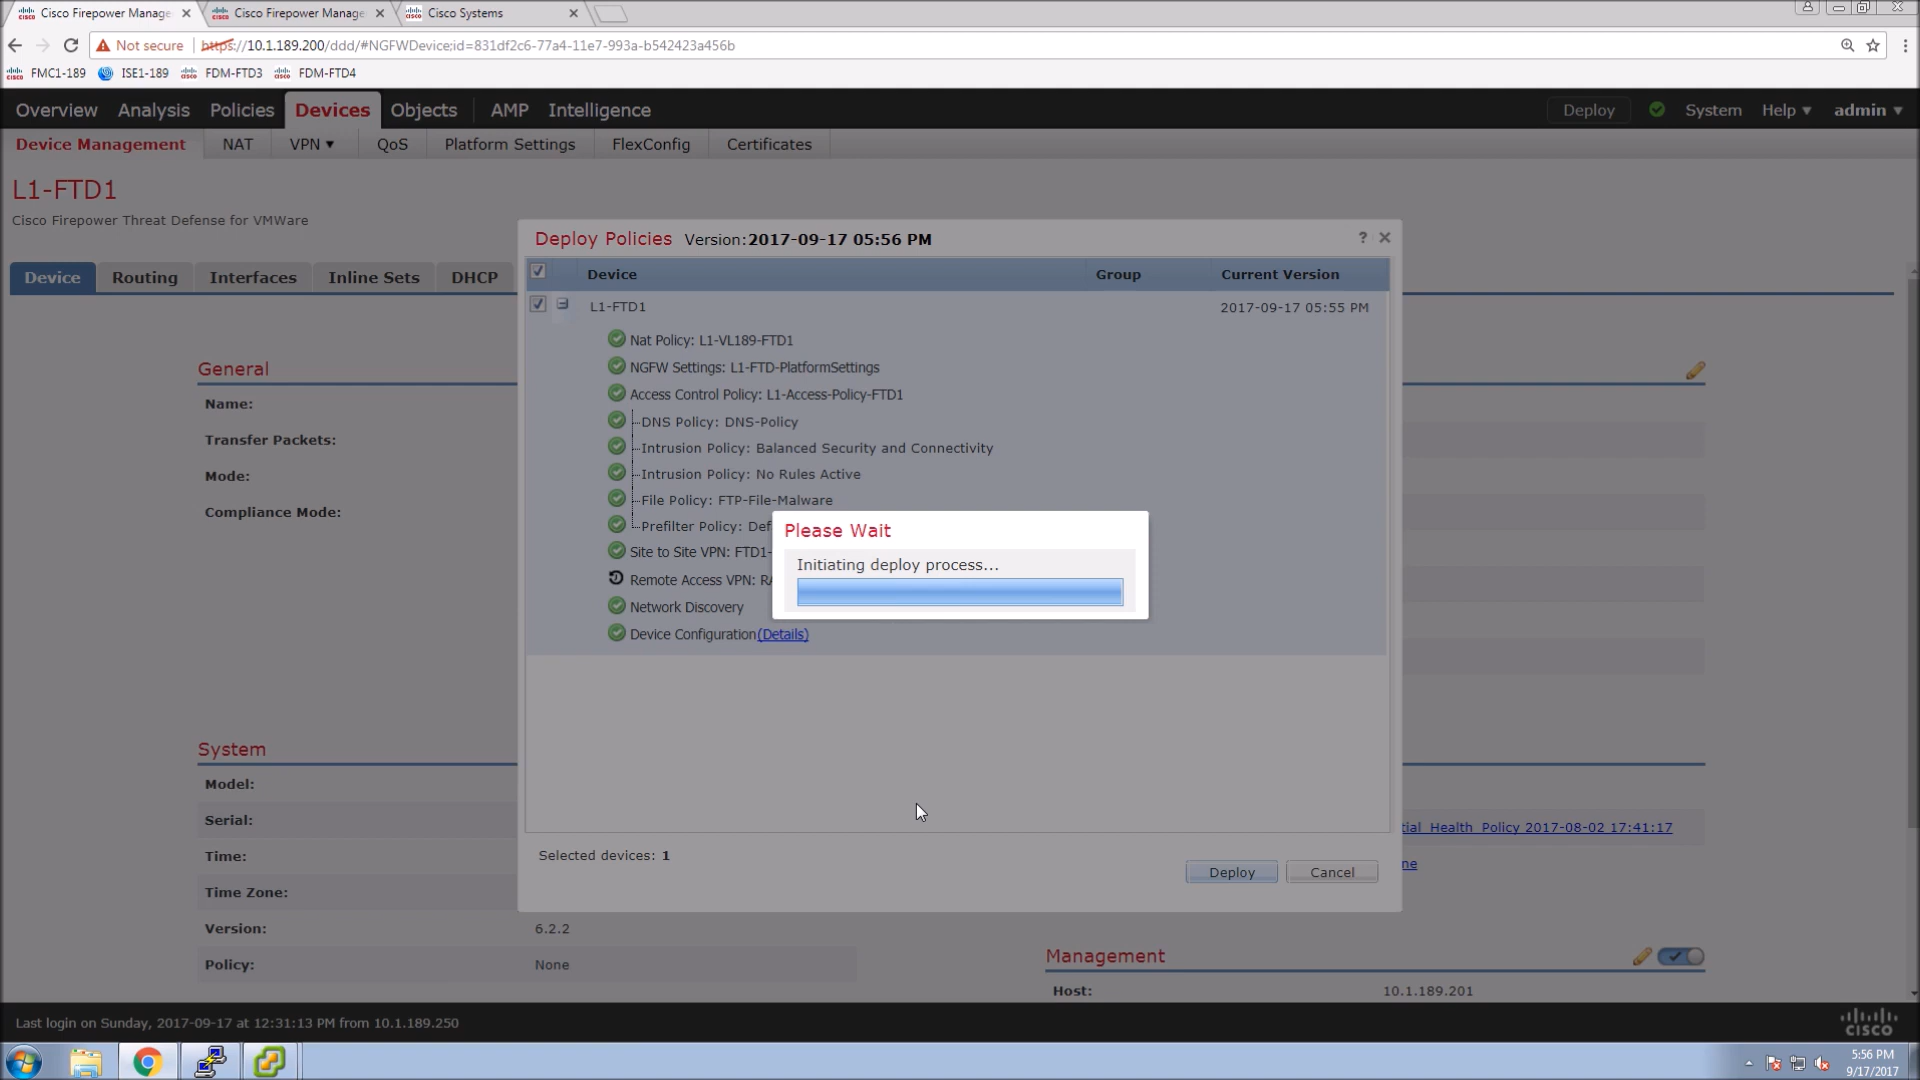 Cisco Firepower Manage
Cisco Firepower Manage
Cisco Systems
Not secure
https://10.1.189.200/ddd/#NGFWDevice;id=831df2c6-77a4-11e7-993a-b542423a456b
FMC1-189
ISE1-189
FDM-FTD3
FDM-FTD4
Overview
Analysis
Policies
Devices
Objects
AMP
Intelligence
Deploy
System
Help
admin
Device Management
NAT
VPN
QoS
Platform Settings
FlexConfig
Certificates
L1-FTD1
Cisco Firepower Threat Defense for VMWare
Device
Routing
Interfaces
Inline Sets
DHCP
General
Name:
Transfer Packets:
Mode:
Compliance Mode:
System
Model:
Serial:
Time:
Time Zone:
Version:
6.2.2
Policy:
None
Deploy Policies Version:2017-09-17 05:56 PM
?
Device
Group
Current Version
L1-FTD1
2017-09-17 05:55 PM
Nat Policy: L1-VL189-FTD1
NGFW Settings: L1-FTD-PlatformSettings
Access Control Policy: L1-Access-Policy-FTD1
DNS Policy: DNS-Policy
Intrusion Policy: Balanced Security and Connectivity
Intrusion Policy: No Rules Active
File Policy: FTP-File-Malware
Prefilter Policy: Def
Site to Site VPN: FTD1-
Remote Access VPN: RA
Network Discovery
Device Configuration(Details)
Please Wait
Initiating deploy process...
Selected devices: 1
Deploy
Cancel
tial_Health_Policy 2017-08-02 17:41:17
ne
Management
Host:
10.1.189.201
Last login on Sunday, 2017-09-17 at 12:31:13 PM from 10.1.189.250
cisco
5:56 PM
9/17/2017